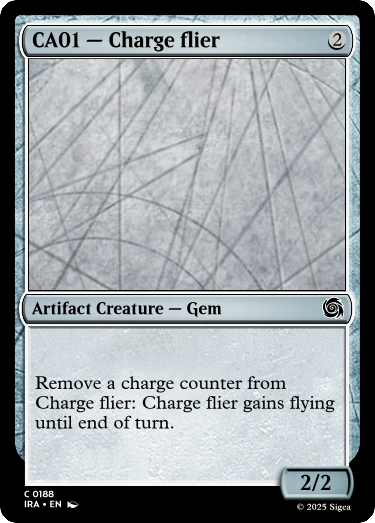 CA01 — Charge flier 2
Artifact Creature — Gem
Remove a charge counter from
Charge flier: Charge flier gains flying
until end of turn.
2/2
C 0188
IRA • EN
© 2025 Sigea